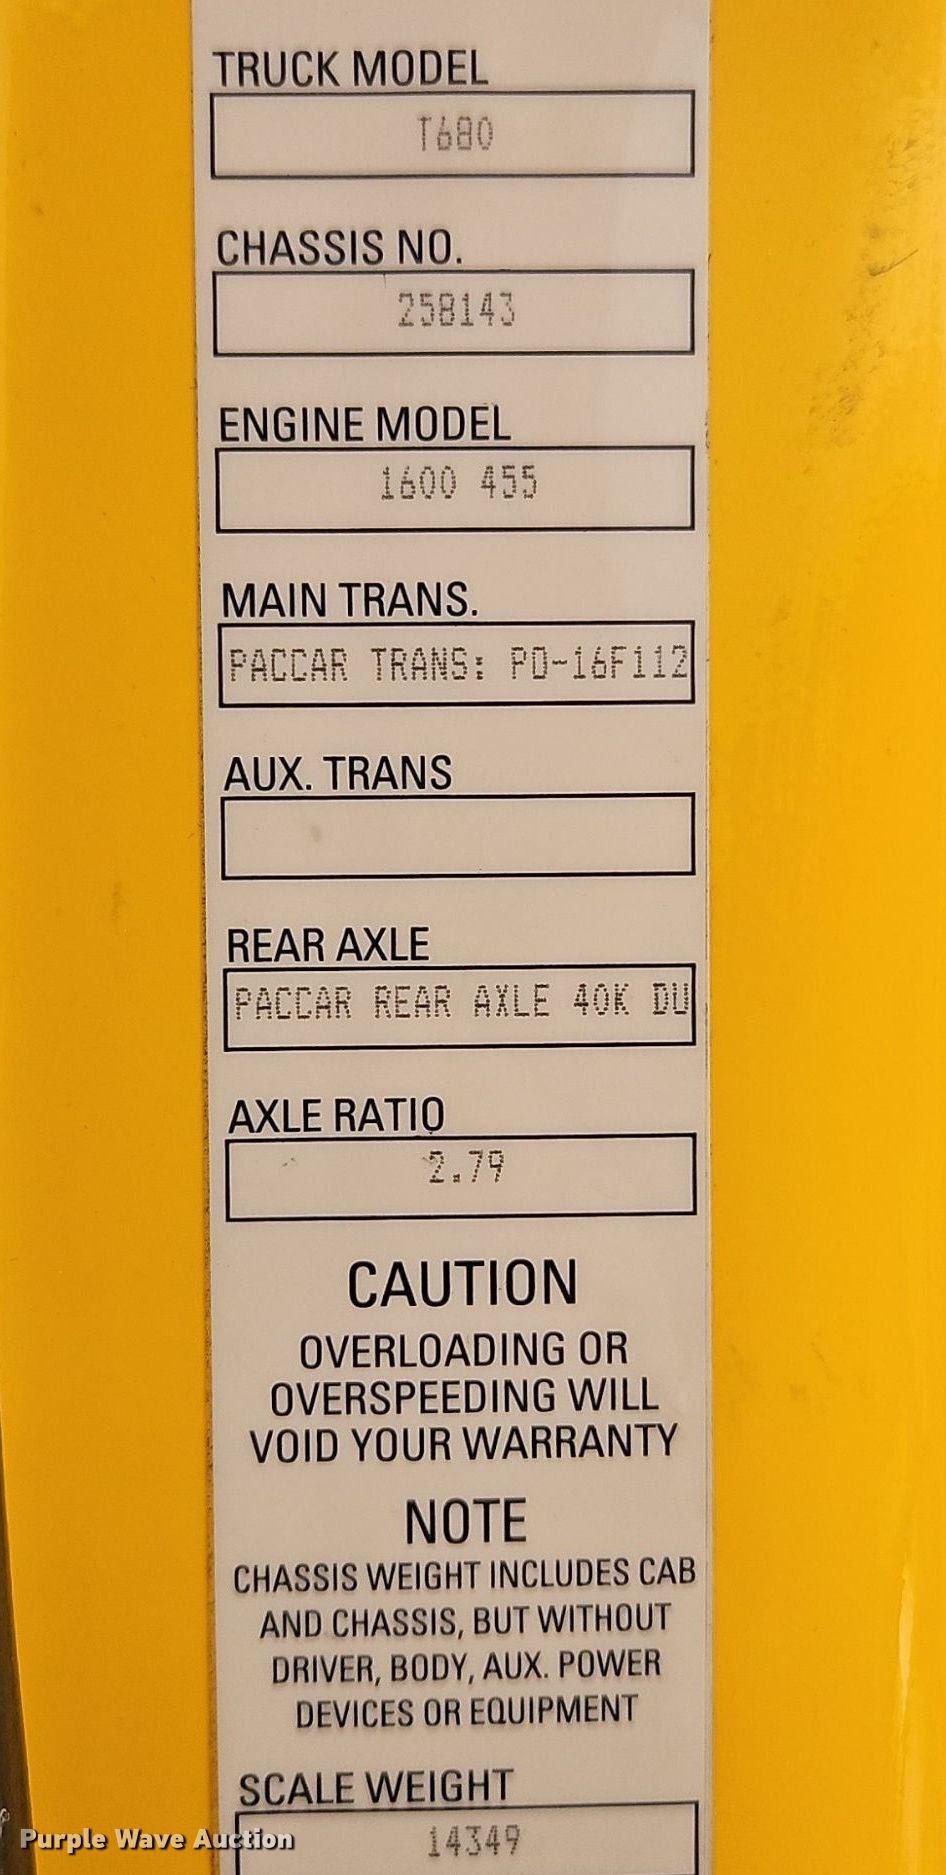 TRUCK MODEL
T680
CHASSIS NO.
258143
ENGINE MODEL
1600 455
MAIN TRANS.
PACCAR TRANS: PO-16F112
AUX. TRANS
REAR AXLE
PACCAR REAR AXLE 40K DU
AXLE RATIO
2.79
CAUTION
OVERLOADING OR
OVERSPEEDING WILL
VOID YOUR WARRANTY
NOTE
CHASSIS WEIGHT INCLUDES CAB
AND CHASSIS, BUT WITHOUT
DRIVER, BODY, AUX. POWER
DEVICES OR EQUIPMENT
SCALE WEIGHT
14349
Purple Wave Auction